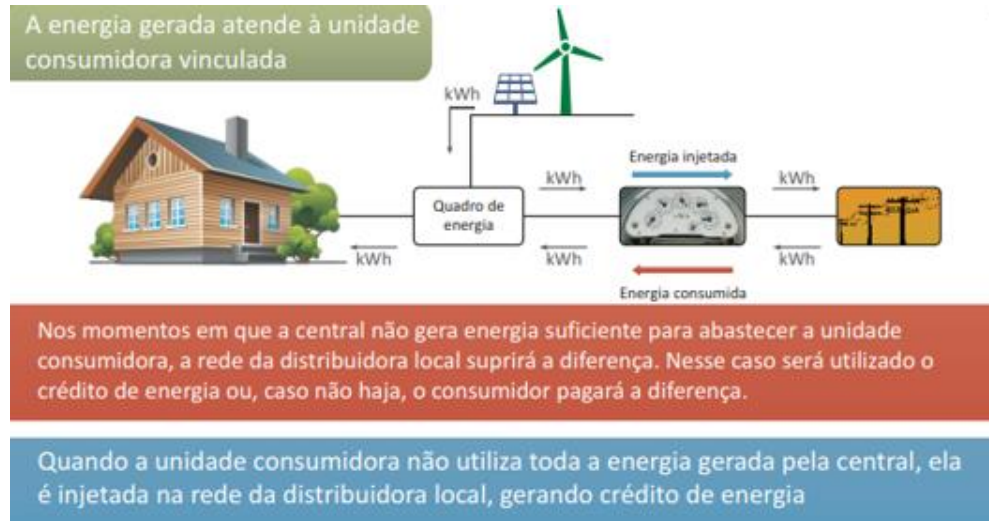 A energia gerada atende à unidade
consumidora vinculada
kWh
Energia injetada
kWh
kWh
Quadro de
energia
kWh
kWh
kWh
Energia consumida
Nos momentos em que a central não gera energia suficiente para abastecer a unidade
consumidora, a rede da distribuidora local suprirá a diferença. Nesse caso será utilizado o
crédito de energia ou, caso não haja, o consumidor pagará a diferença.
Quando a unidade consumidora não utiliza toda a energia gerada pela central, ela
é injetada na rede da distribuidora local, gerando crédito de energia